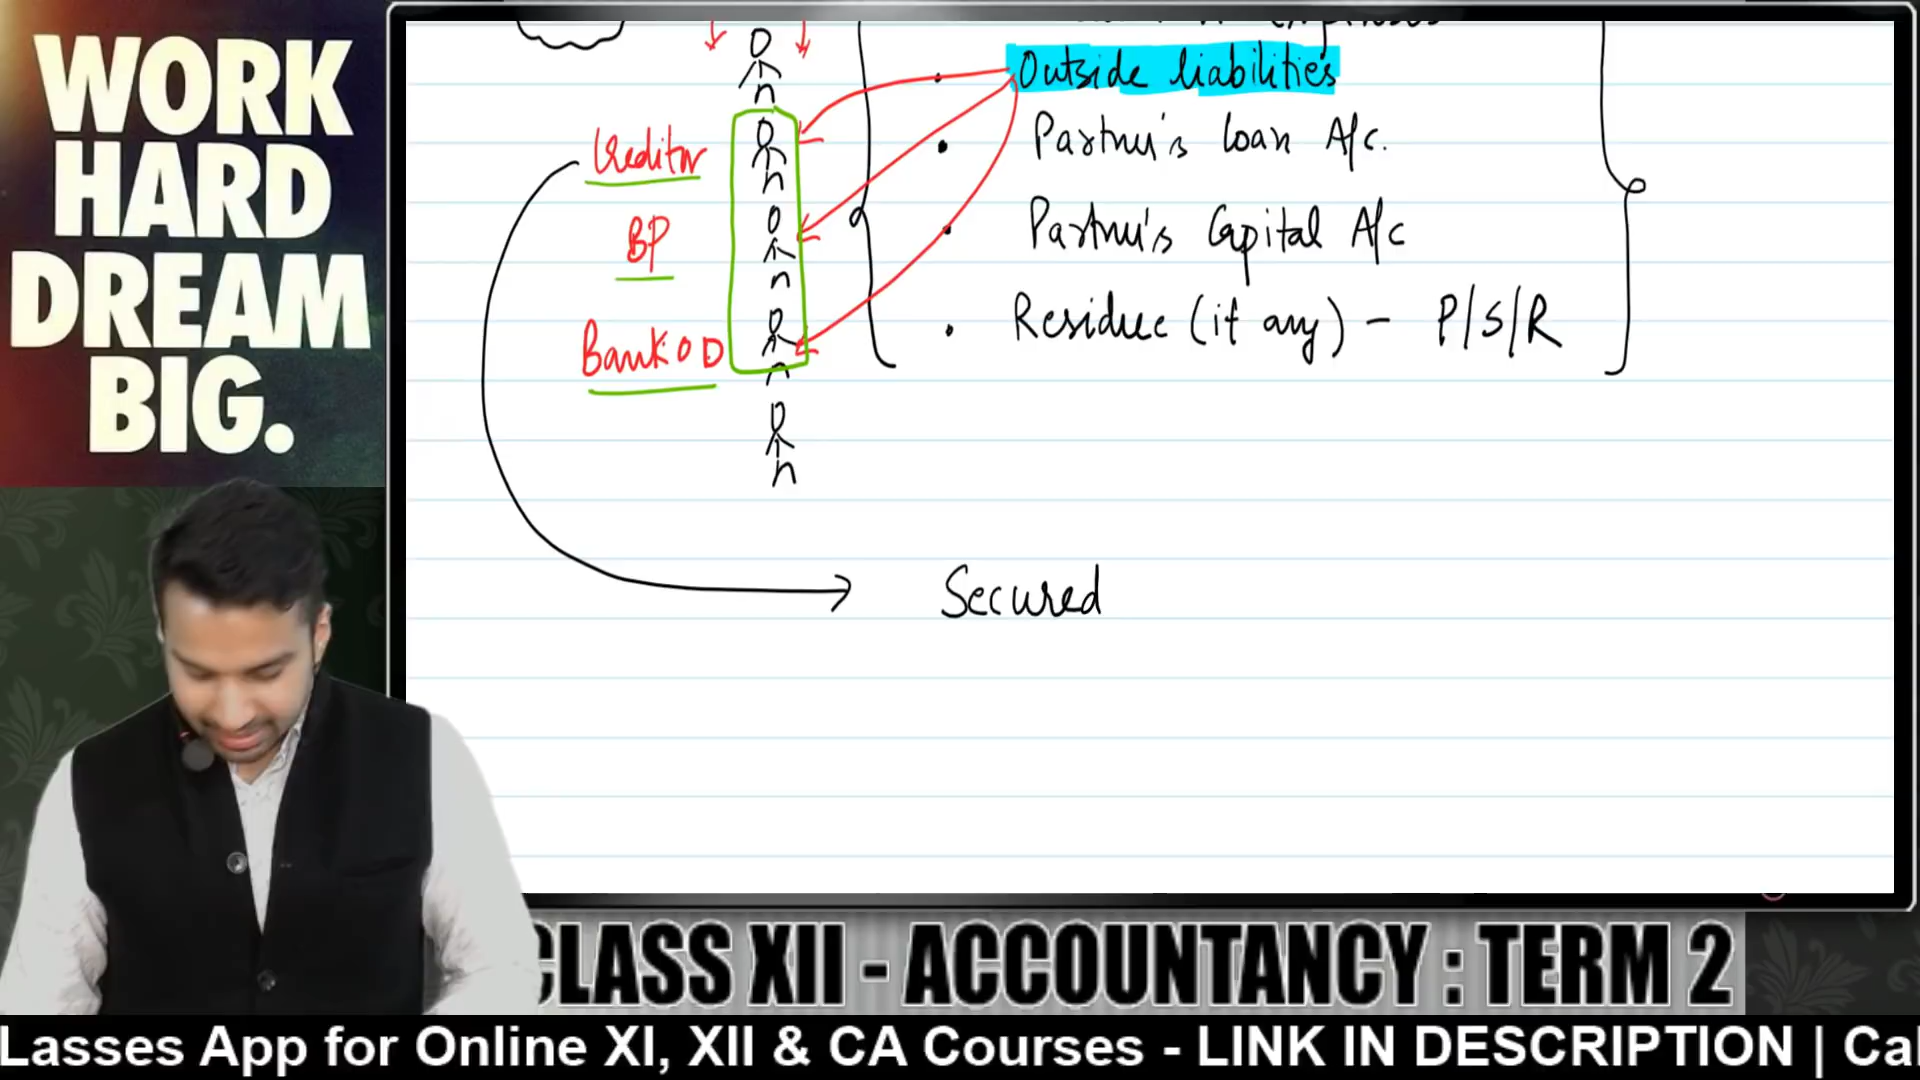 WORK
HARD
DREAM
BIG.
Outside liabilities
Creditor
Partner's loan A/c.
BP
Partner's Capital A/c
Bank OD
Residue (if any) - P/S/R
Secured
CLASS XII - ACCOUNTANCY : TERM 2
Lasses App for Online XI, XII & CA Courses - LINK IN DESCRIPTION | Cal